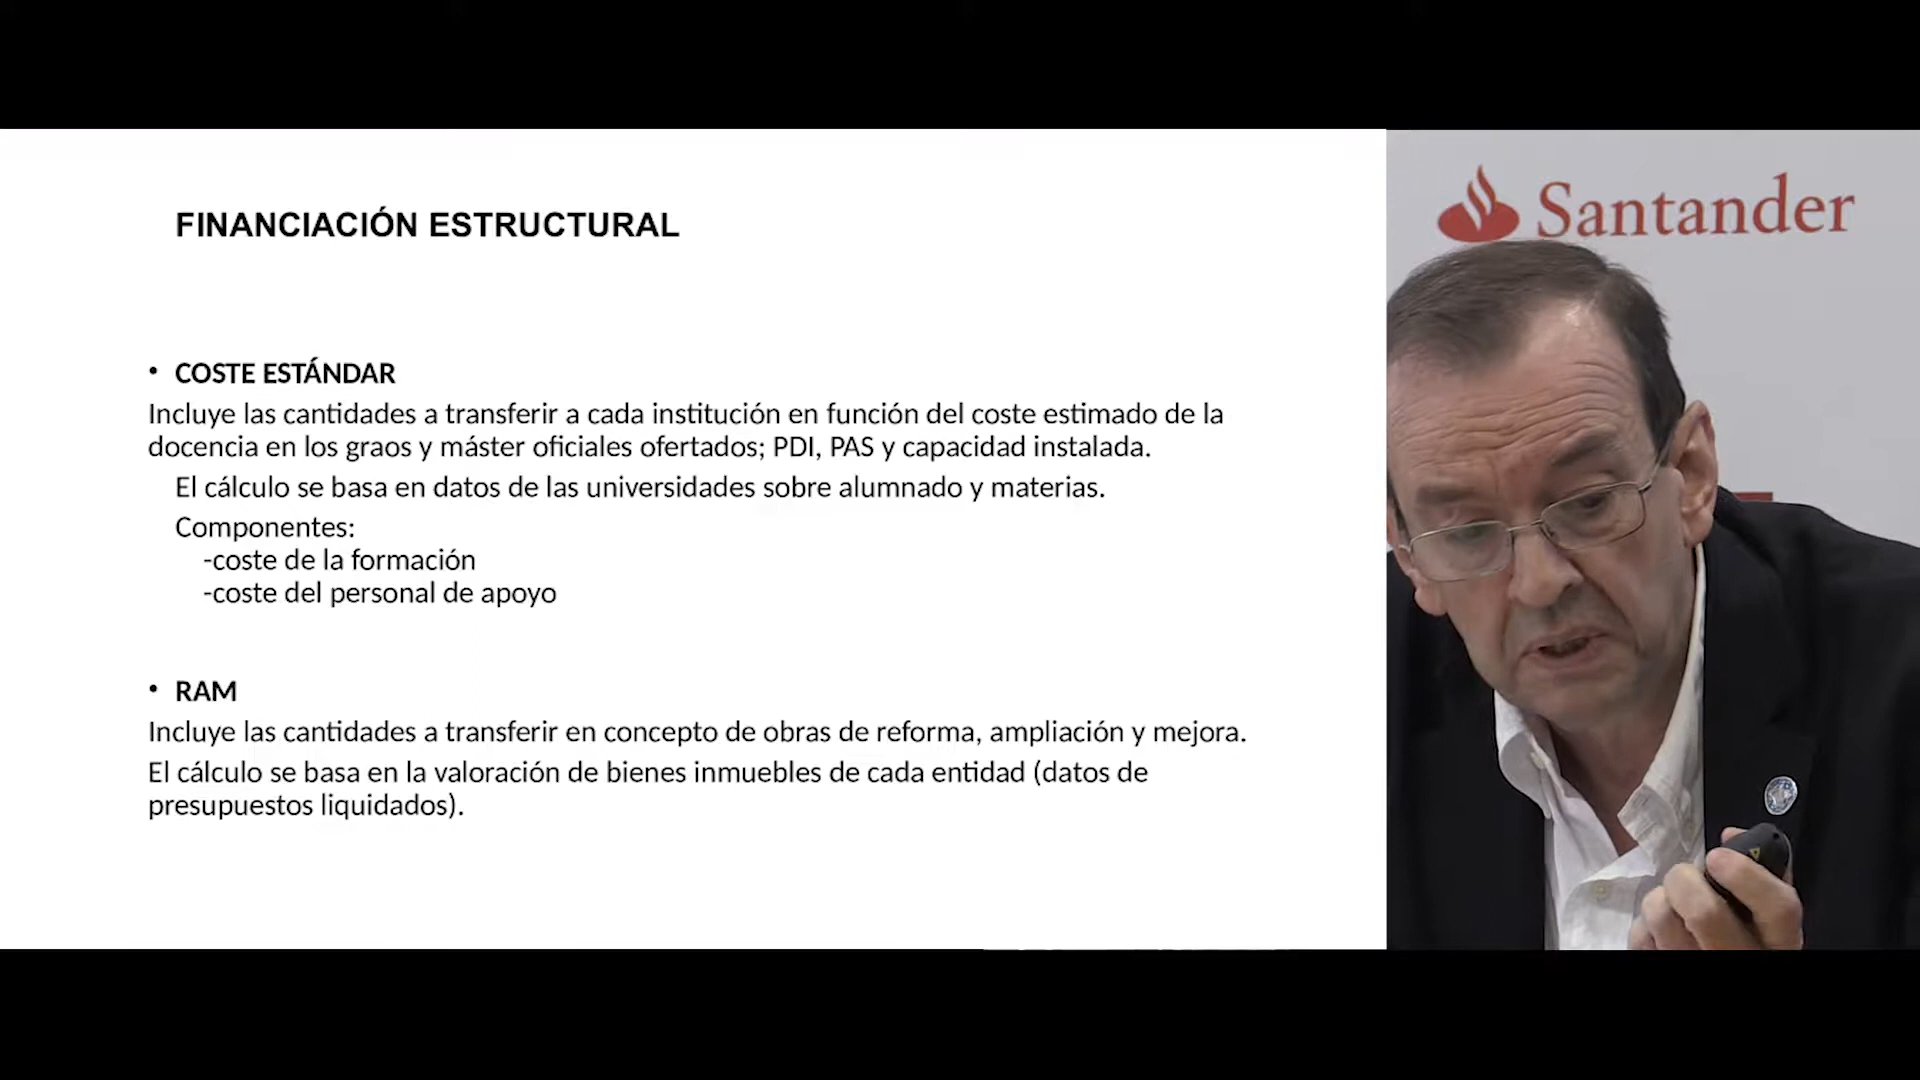 FINANCIACIÓN ESTRUCTURAL
• COSTE ESTÁNDAR
Incluye las cantidades a transferir a cada institución en función del coste estimado de la
docencia en los graos y máster oficiales ofertados; PDI, PAS y capacidad instalada.
El cálculo se basa en datos de las universidades sobre alumnado y materias.
Componentes:
-coste de la formación
-coste del personal de apoyo
• RAM
Incluye las cantidades a transferir en concepto de obras de reforma, ampliación y mejora.
El cálculo se basa en la valoración de bienes inmuebles de cada entidad (datos de
presupuestos liquidados).
Santander